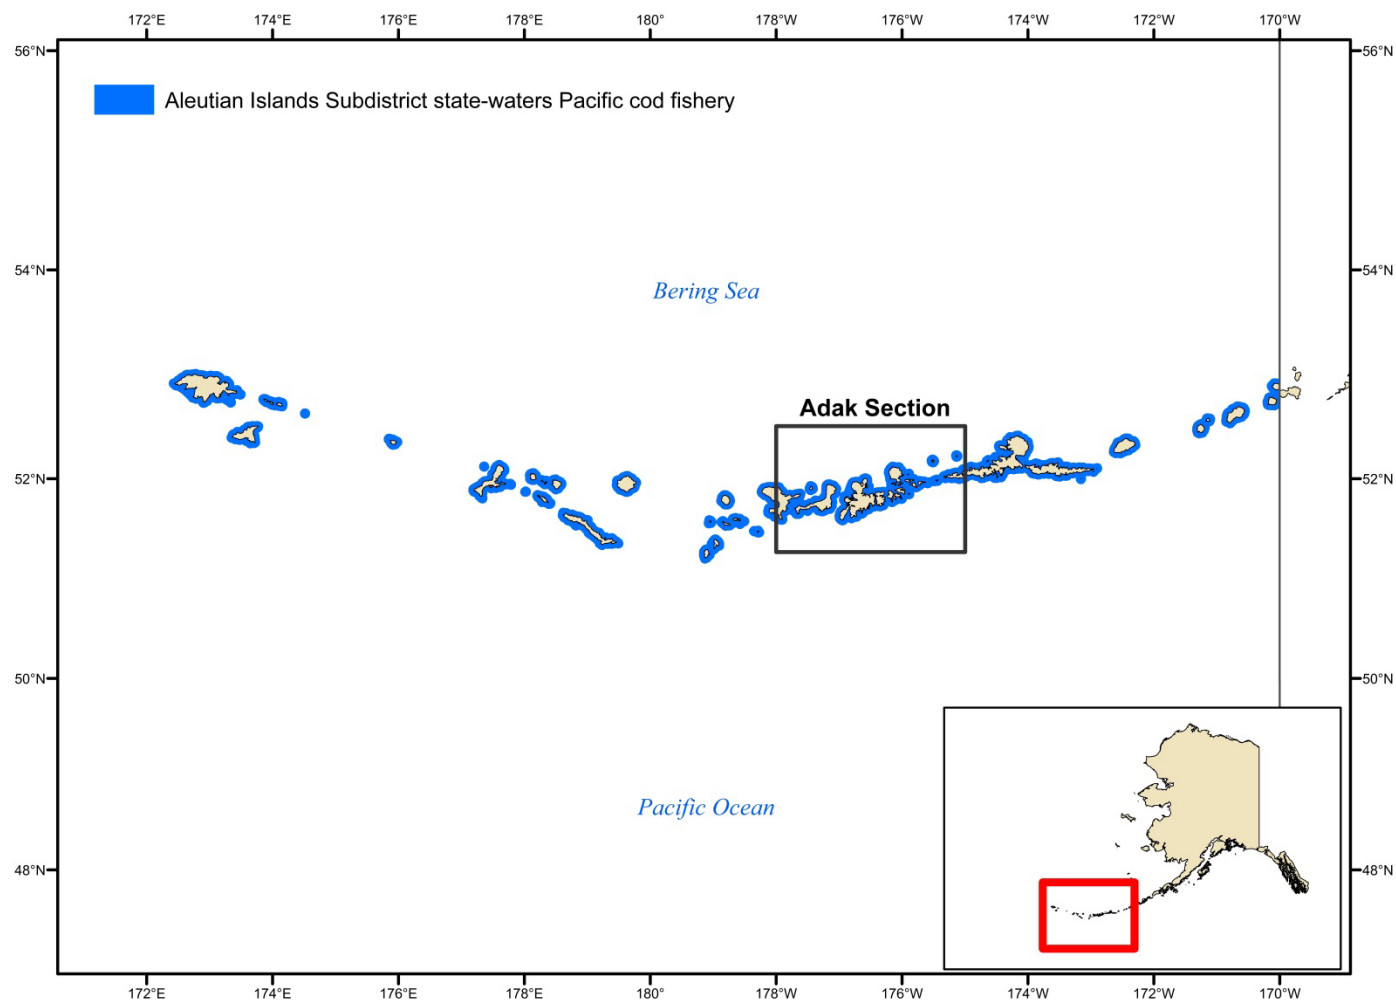 172°E 174°E 176°E 178°E 180° 178°W 176°W 174°W 172°W 170°W
56°N 56°N
Aleutian Islands Subdistrict state-waters Pacific cod fishery
54°N 54°N
Bering Sea
Adak Section
52°N 52°N
50°N 50°N
Pacific Ocean
48°N 48°N
172°E 174°E 176°E 178°E 180° 178°W 176°W 174°W 172°W 170°W